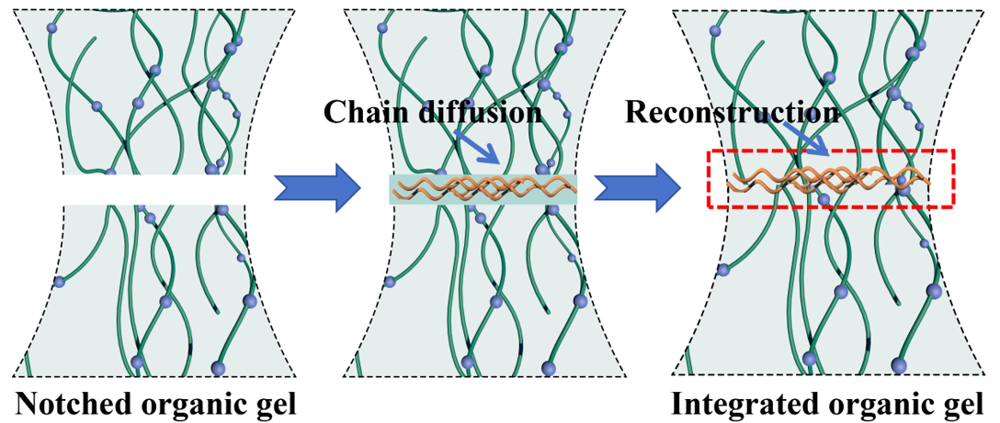 Chain diffusion
Reconstruction
Notched organic gel
Integrated organic gel